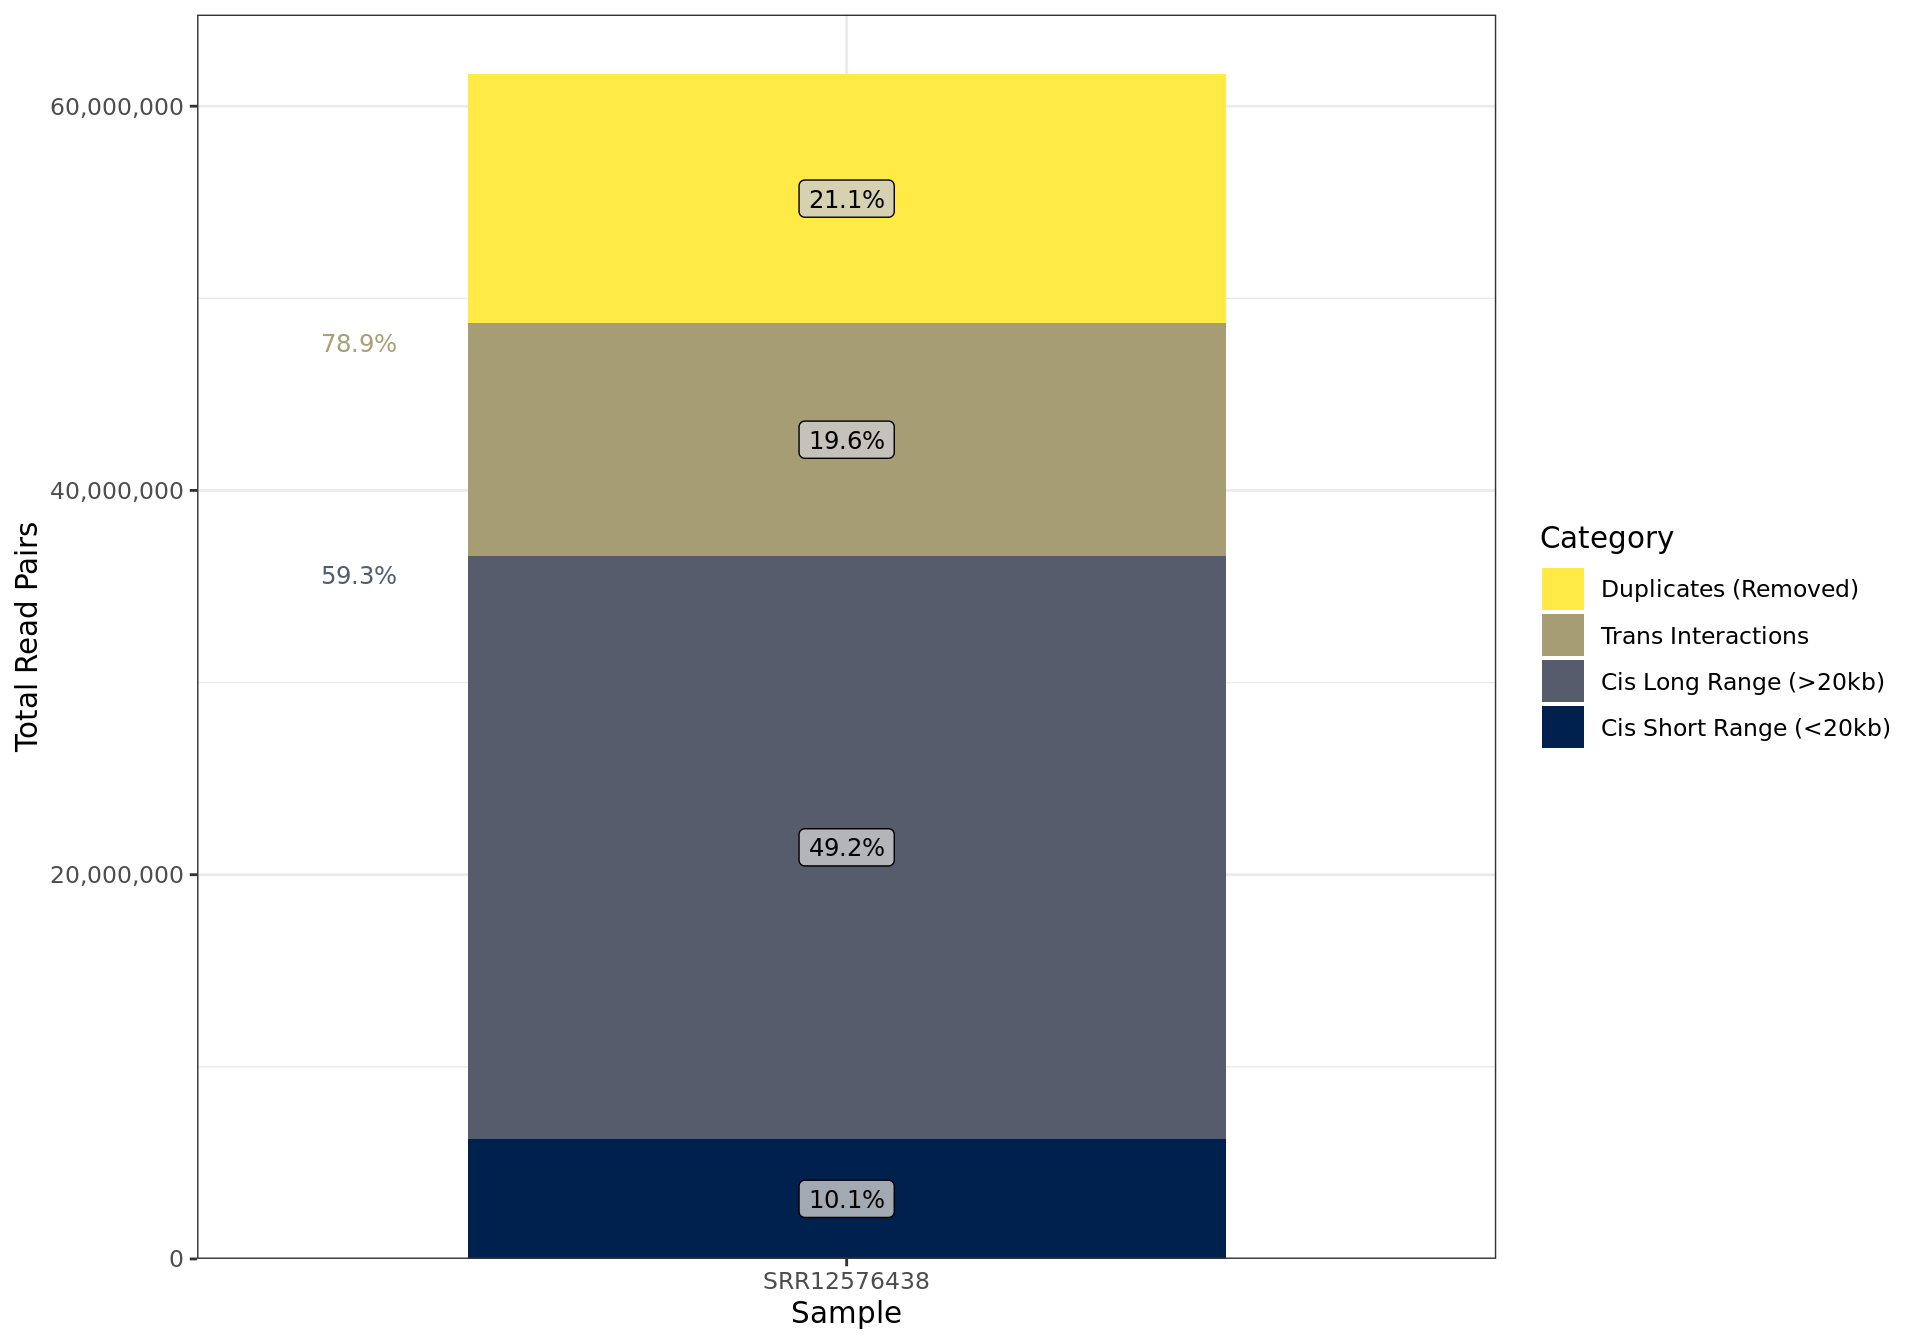 60,000,000
40,000,000
20,000,000
0
Total Read Pairs
78.9%
59.3%
21.1%
19.6%
49.2%
10.1%
SRR12576438
Sample
Category
Duplicates (Removed)
Trans Interactions
Cis Long Range (>20kb)
Cis Short Range (<20kb)